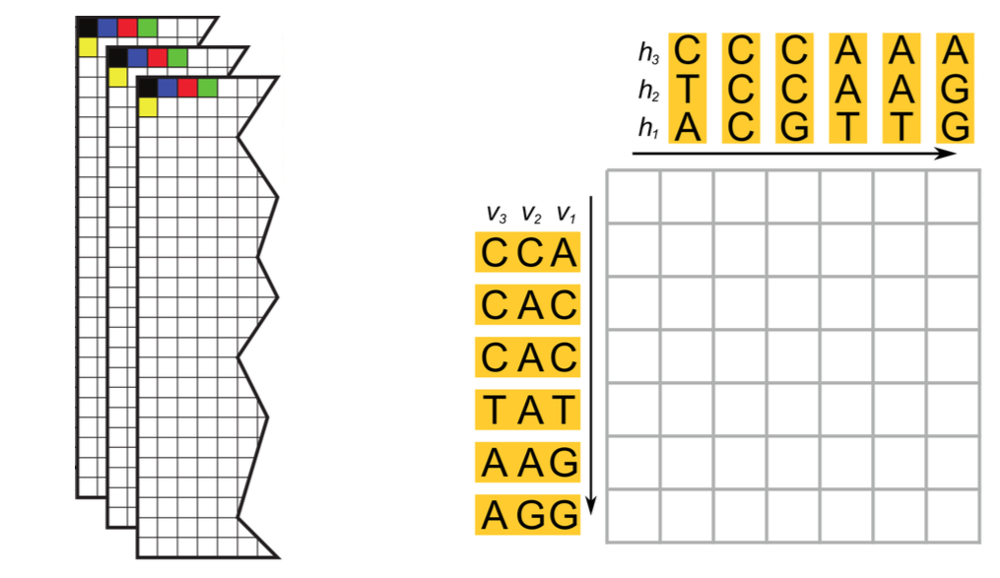 h₃ C C C A A A
h₂ T C C A A G
h₁ A C G T T G
v₃ v₂ v₁
C C A
C A C
C A C
T A T
A A G
A G G